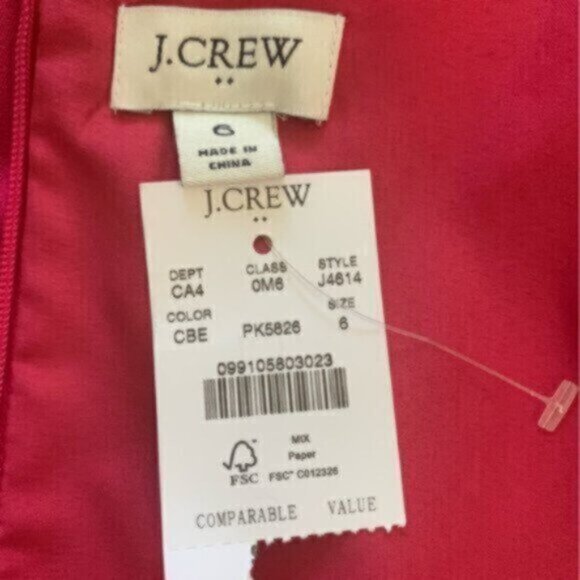 J.CREW
6
MADE IN
CHINA
J.CREW
DEPT CLASS STYLE
CA4 0M6 J4614
COLOR SIZE
CBE PK5826 6
099105803023
MIX
Paper
FSC FSC™ C012326
COMPARABLE VALUE